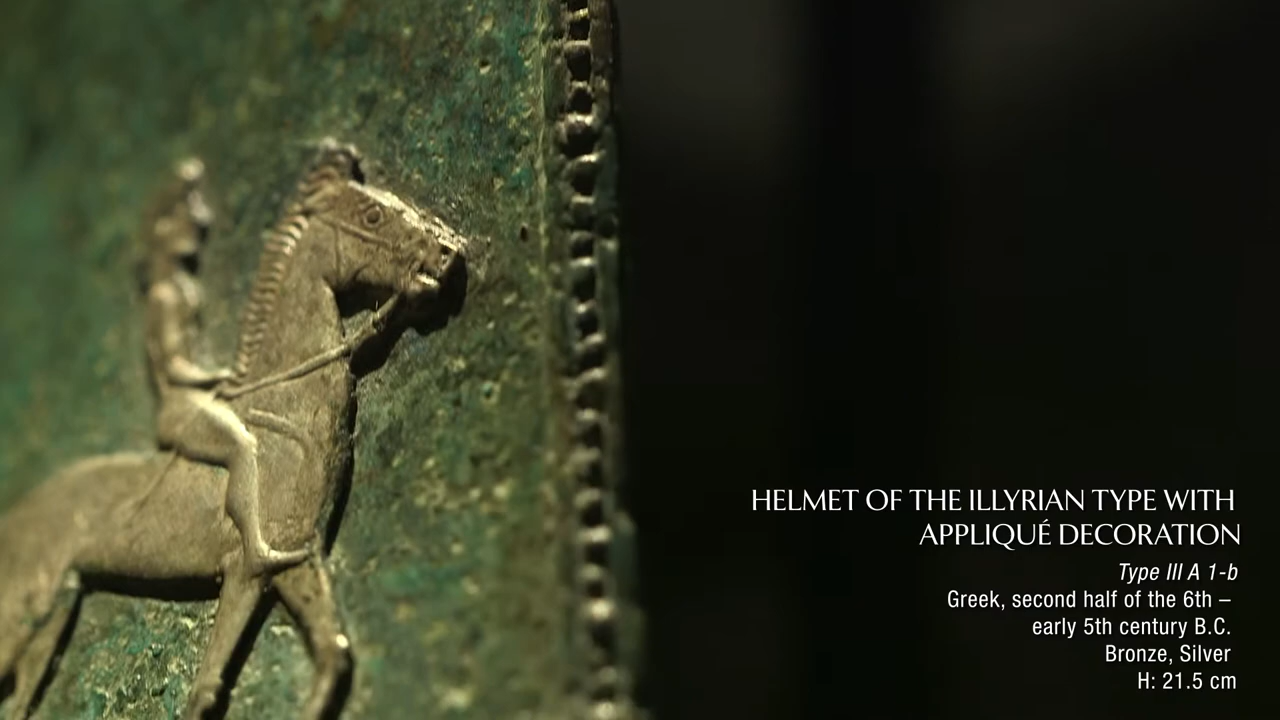 HELMET OF THE ILLYRIAN TYPE WITH
APPLIQUÉ DECORATION
Type III A 1-b
Greek, second half of the 6th –
early 5th century B.C.
Bronze, Silver
H: 21.5 cm